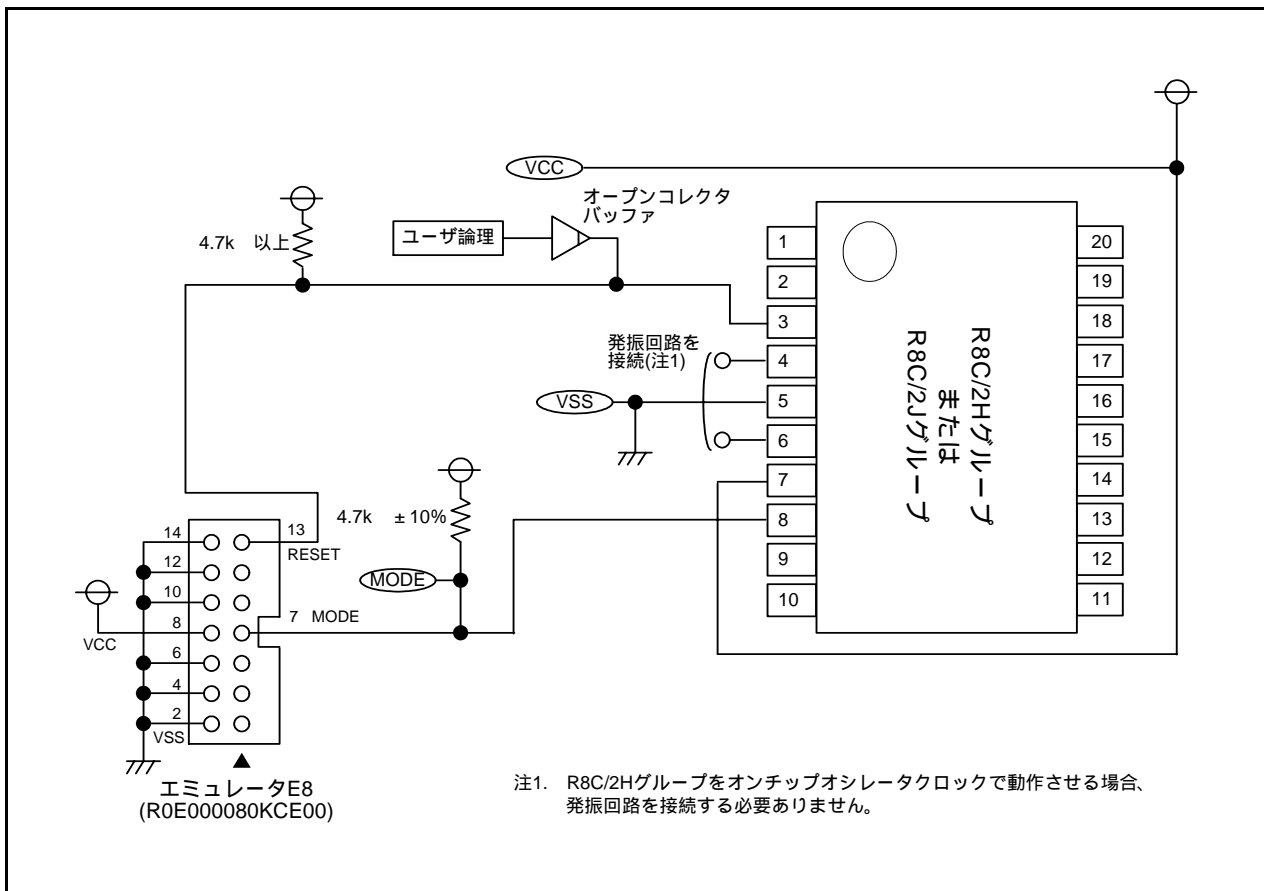 VCC
オープンコレクタ
バッファ
ユーザ論理
4.7k 以上
発振回路を
接続(注1)
VSS
4.7k ±10%
MODE
1
2
3
4
5
6
7
8
9
10
20
19
18
17
16
15
14
13
12
11
R8C/2Hグループ
または
R8C/2Jグループ
14
13
RESET
12
10
8
7 MODE
VCC
6
4
2
VSS
エミュレータE8
(R0E000080KCE00)
注1. R8C/2Hグループをオンチップオシレータクロックで動作させる場合、
発振回路を接続する必要ありません。